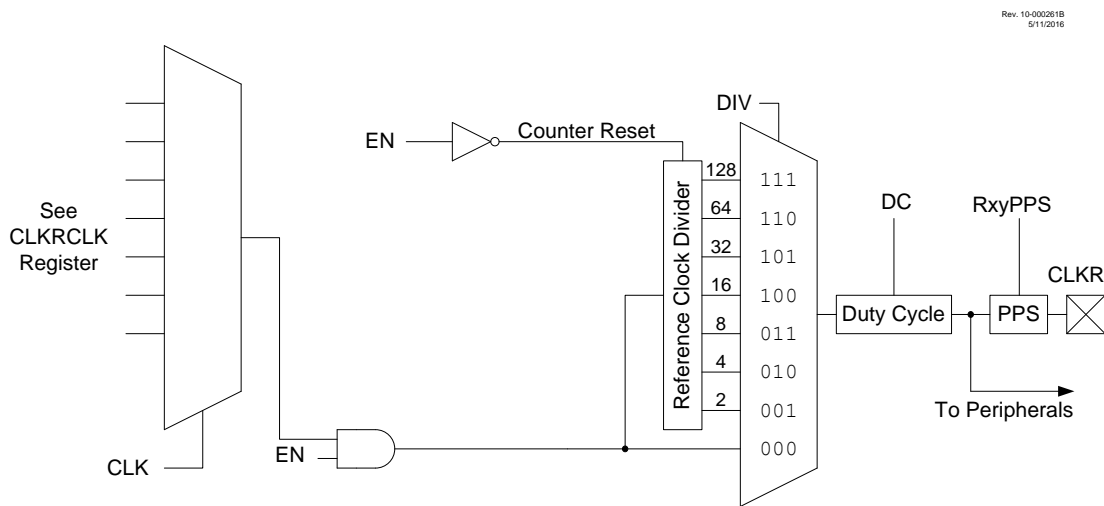 Rev. 10-000261B
5/11/2016
DIV
EN
Counter Reset
See
CLKRCLK
Register
Reference Clock Divider
128
64
32
16
8
4
2
111
110
101
100
011
010
001
000
DC
RxyPPS
CLKR
Duty Cycle
PPS
To Peripherals
EN
CLK